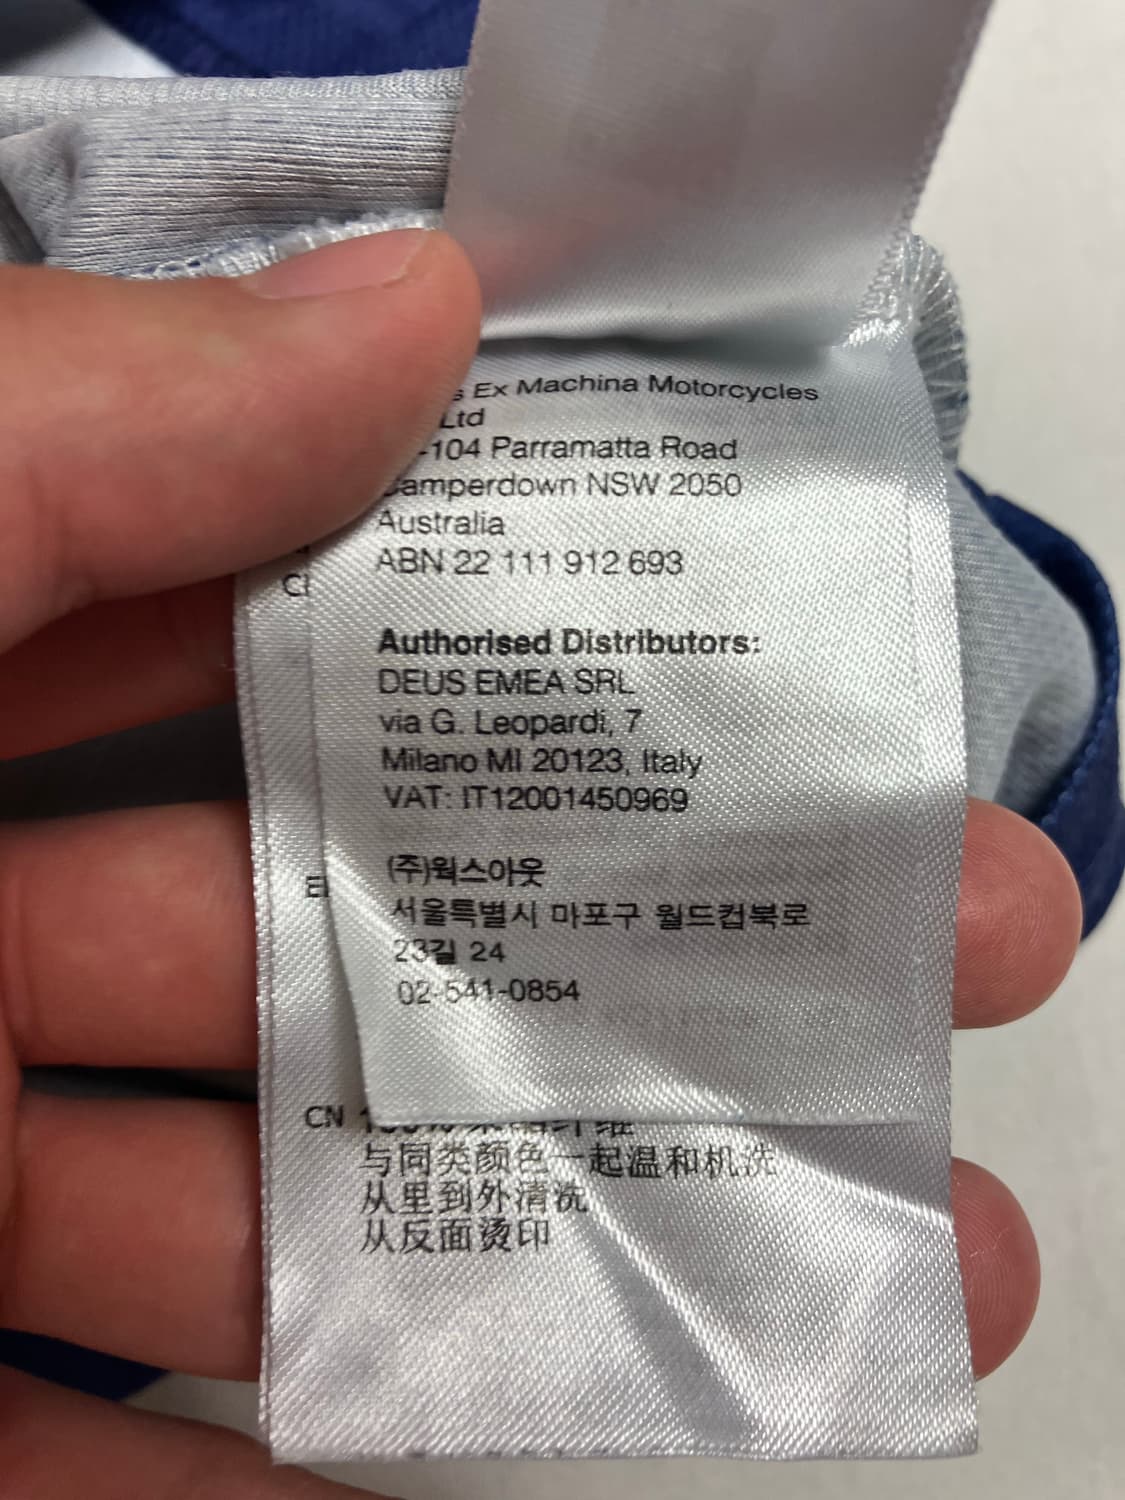 Ex Machina Motorcycles
Ltd
-104 Parramatta Road
Camperdown NSW 2050
Australia
ABN 22 111 912 693
Authorised Distributors:
DEUS EMEA SRL
via G. Leopardi, 7
Milano MI 20123, Italy
VAT: IT12001450969
(주)웍스아웃
서울특별시 마포구 월드컵북로
23길 24
02-541-0854
CN
与同类颜色一起温和机洗
从里到外清洗
从反面烫印